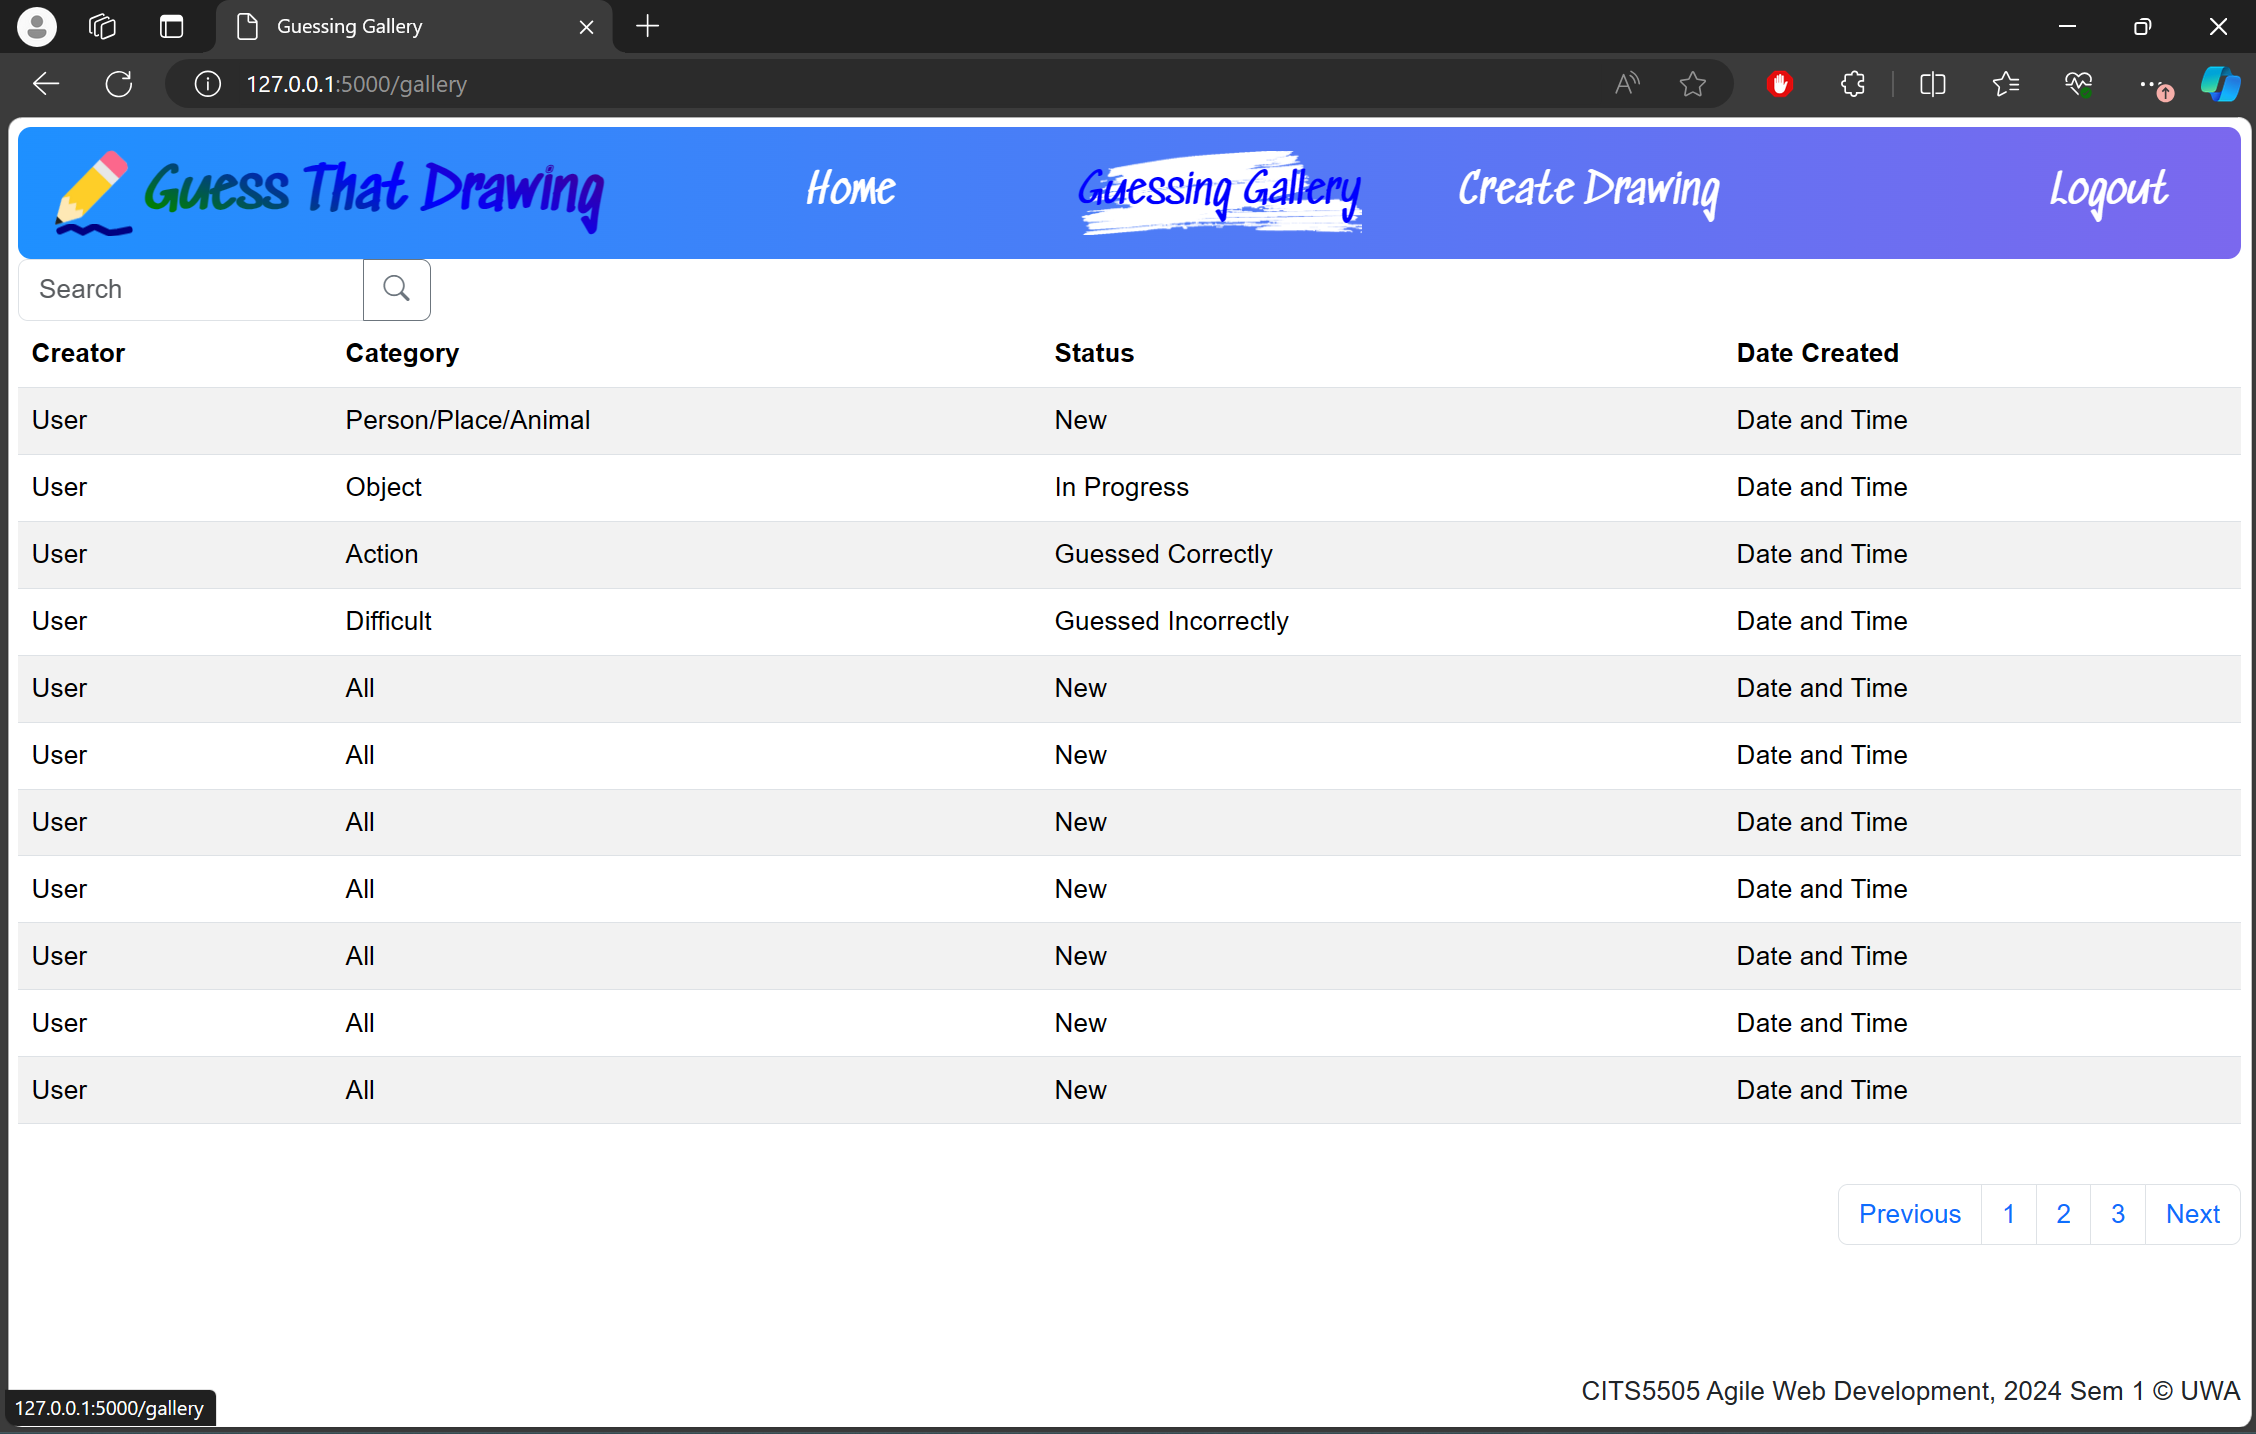 Guessing Gallery
127.0.0.1:5000/gallery
Guess That Drawing Home Guessing Gallery Create Drawing Logout
Search
Creator Category Status Date Created
User Person/Place/Animal New Date and Time
User Object In Progress Date and Time
User Action Guessed Correctly Date and Time
User Difficult Guessed Incorrectly Date and Time
User All New Date and Time
User All New Date and Time
User All New Date and Time
User All New Date and Time
User All New Date and Time
User All New Date and Time
User All New Date and Time
Previous 1 2 3 Next
CITS5505 Agile Web Development, 2024 Sem 1 © UWA
127.0.0.1:5000/gallery